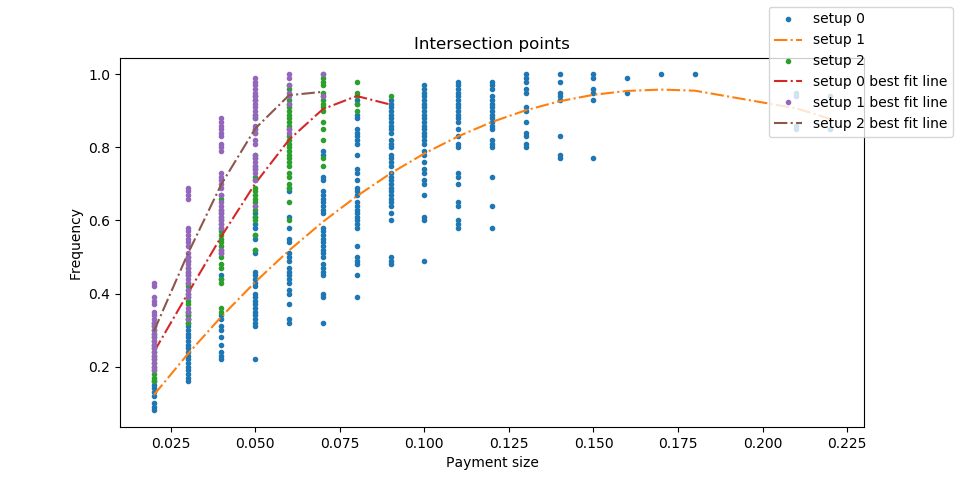 Intersection points
setup 0
setup 1
setup 2
setup 0 best fit line
setup 1 best fit line
setup 2 best fit line
1.0
0.8
0.6
0.4
0.2
Frequency
0.025 0.050 0.075 0.100 0.125 0.150 0.175 0.200 0.225
Payment size